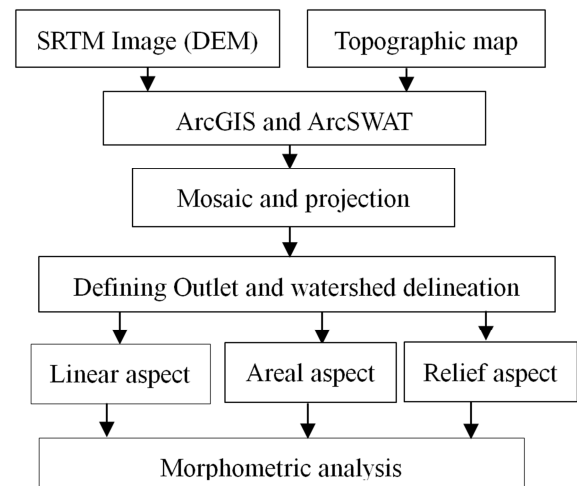 SRTM Image (DEM)
Topographic map
ArcGIS and ArcSWAT
Mosaic and projection
Defining Outlet and watershed delineation
Linear aspect
Areal aspect
Relief aspect
Morphometric analysis